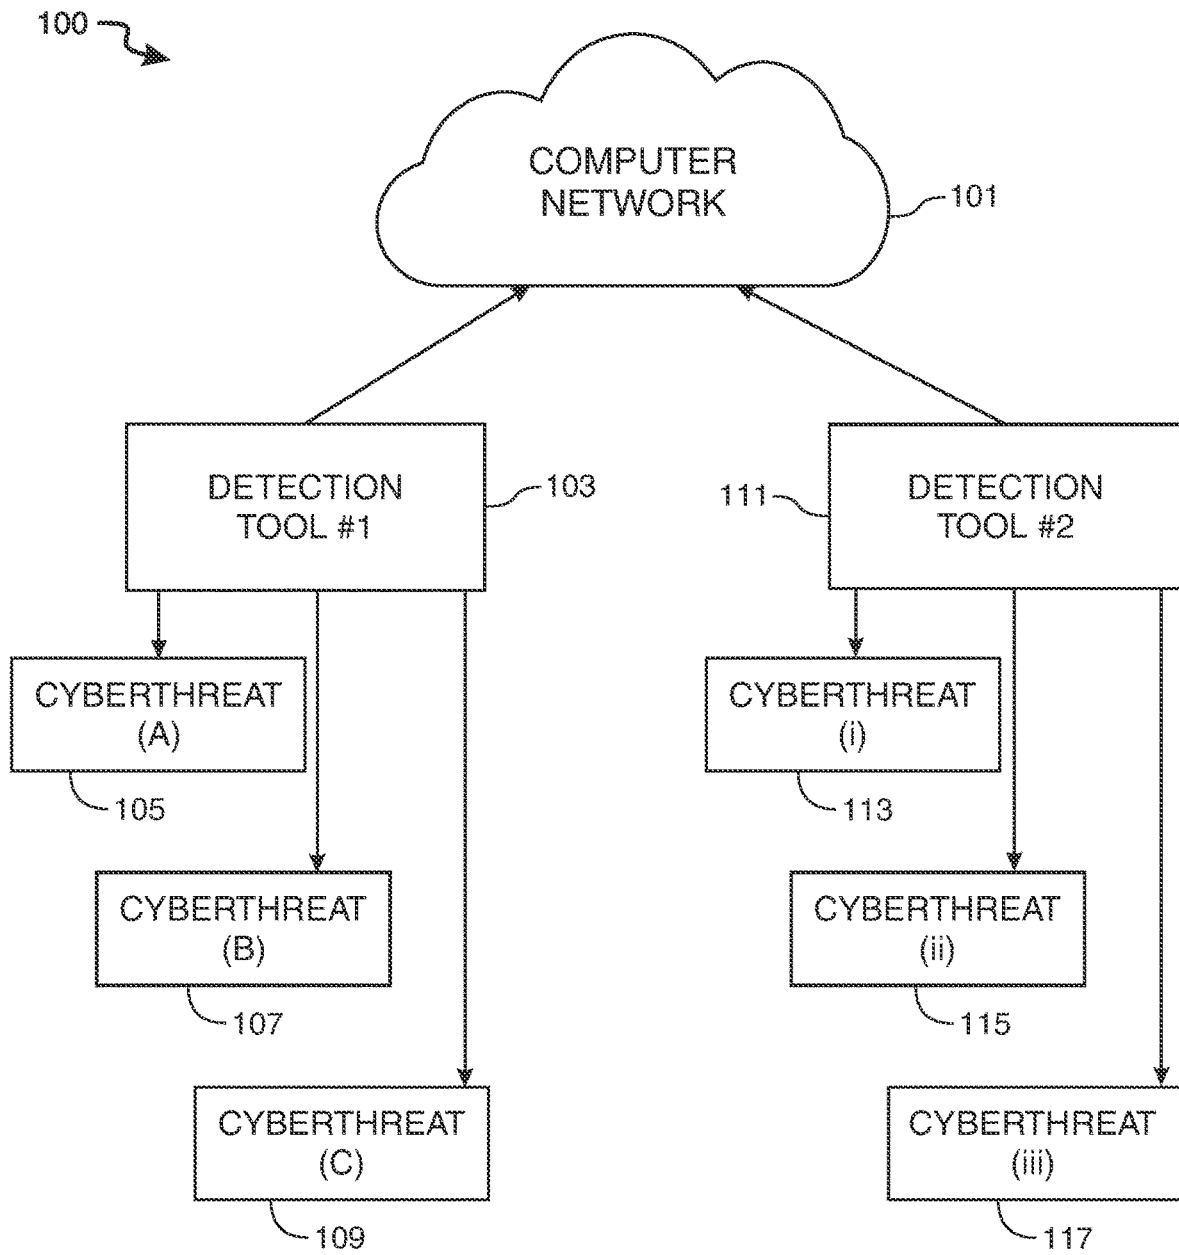 100
COMPUTER
NETWORK
101
DETECTION
TOOL #1
103
111
DETECTION
TOOL #2
CYBERTHREAT
(A)
105
CYBERTHREAT
(i)
113
CYBERTHREAT
(B)
107
CYBERTHREAT
(ii)
115
CYBERTHREAT
(C)
109
CYBERTHREAT
(iii)
117